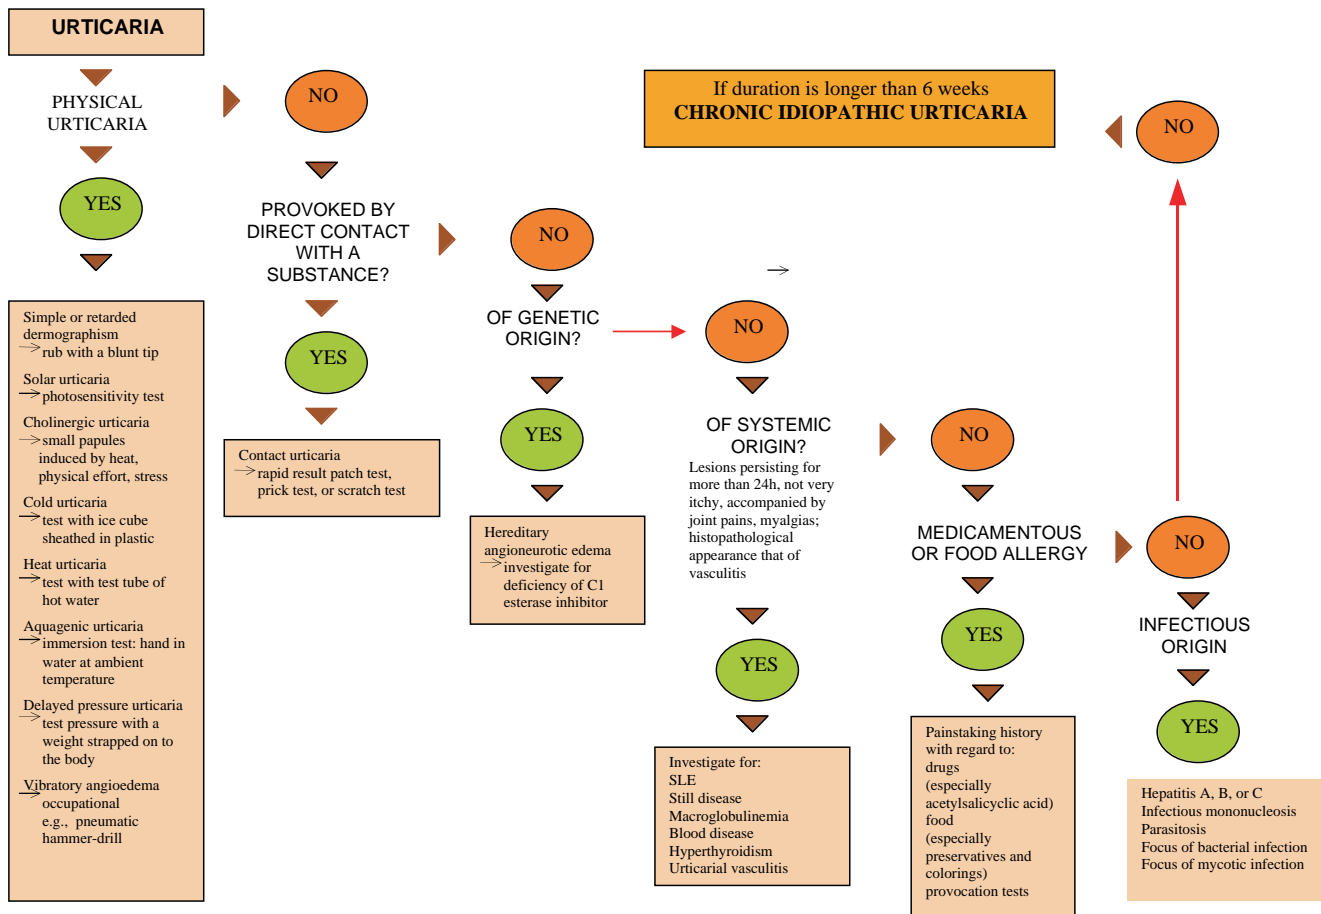 URTICARIA
PHYSICAL
URTICARIA
YES
Simple or retarded
dermographism
→ rub with a blunt tip
Solar urticaria
→ photosensitivity test
Cholinergic urticaria
→ small papules
induced by heat,
physical effort, stress
Cold urticaria
→ test with ice cube
sheathed in plastic
Heat urticaria
→ test with test tube of
hot water
Aquagenic urticaria
→ immersion test: hand in
water at ambient
temperature
Delayed pressure urticaria
→ test pressure with a
weight strapped on to
the body
Vibratory angioedema
→ occupational
e.g., pneumatic
hammer-drill
NO
PROVOKED BY
DIRECT CONTACT
WITH A
SUBSTANCE?
YES
Contact urticaria
→ rapid result patch test,
prick test, or scratch test
NO
OF GENETIC
ORIGIN?
YES
Hereditary
angioneurotic edema
→ investigate for
deficiency of C1
esterase inhibitor
→
NO
OF SYSTEMIC
ORIGIN?
Lesions persisting for
more than 24h, not very
itchy, accompanied by
joint pains, myalgias;
histopathological
appearance that of
vasculitis
YES
Investigate for:
SLE
Still disease
Macroglobulinemia
Blood disease
Hyperthyroidism
Urticarial vasculitis
NO
MEDICAMENTOUS
OR FOOD ALLERGY
YES
Painstaking history
with regard to:
drugs
(especially
acetylsalicyclic acid)
food
(especially
preservatives and
colorings)
provocation tests
NO
INFECTIOUS
ORIGIN
YES
Hepatitis A, B, or C
Infectious mononucleosis
Parasitosis
Focus of bacterial infection
Focus of mycotic infection
NO
If duration is longer than 6 weeks
CHRONIC IDIOPATHIC URTICARIA